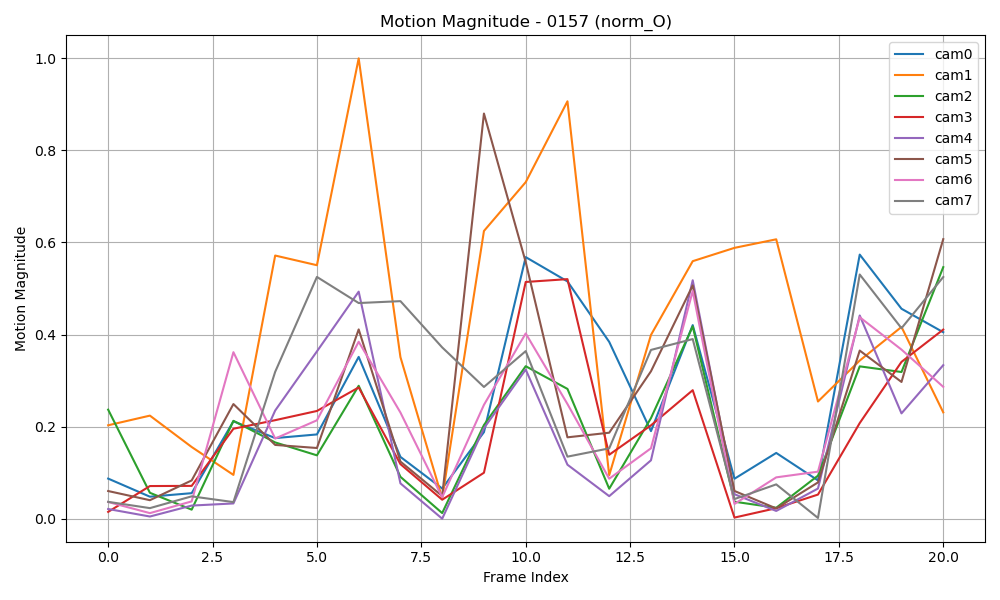 Motion Magnitude - 0157 (norm_O)
Motion Magnitude
1.0
0.8
0.6
0.4
0.2
0.0
cam0
cam1
cam2
cam3
cam4
cam5
cam6
cam7
0.0 2.5 5.0 7.5 10.0 12.5 15.0 17.5 20.0
Frame Index